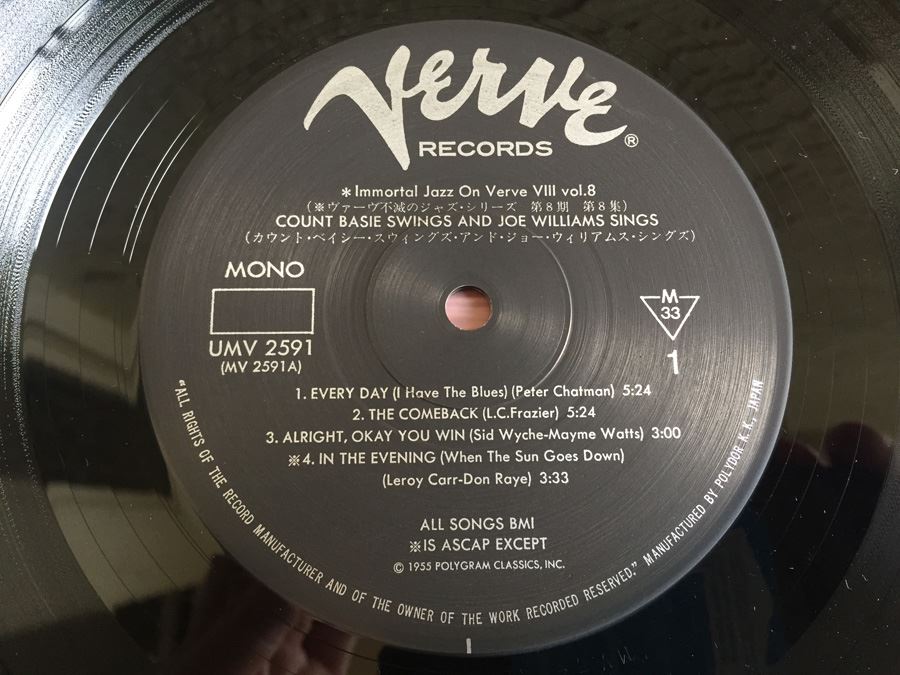 Verve
RECORDS ®
*Immortal Jazz On Verve VIII vol.8
(※ヴァーヴ不滅のジャズ・シリーズ 第8期 第8集)
COUNT BASIE SWINGS AND JOE WILLIAMS SINGS
(カウント・ベイシー・スウィングズ・アンド・ジョー・ウィリアムス・シングズ)
MONO
UMV 2591
(MV 2591A)
M
33
1
1. EVERY DAY (I Have The Blues) (Peter Chatman) 5:24
2. THE COMEBACK (L.C.Frazier) 5:24
3. ALRIGHT, OKAY YOU WIN (Sid Wyche-Mayme Watts) 3:00
※4. IN THE EVENING (When The Sun Goes Down)
(Leroy Carr-Don Raye) 3:33
ALL SONGS BMI
※IS ASCAP EXCEPT
© 1955 POLYGRAM CLASSICS, INC.
"ALL RIGHTS OF THE RECORD MANUFACTURER AND OF THE OWNER OF THE WORK RECORDED RESERVED." MANUFACTURED BY POLYDOR K. K., JAPAN